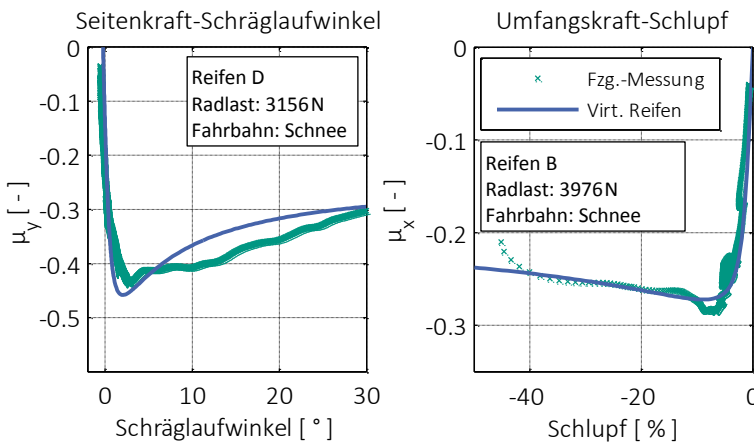 Seitenkraft-Schräglaufwinkel
0
-0.1
-0.2
-0.3
-0.4
-0.5
μy [ - ]
Reifen D
Radlast: 3156N
Fahrbahn: Schnee
0
10
20
30
Schräglaufwinkel [ ° ]
Umfangskraft-Schlupf
0
-0.1
-0.2
-0.3
μx [ - ]
Fzg.-Messung
Virt. Reifen
Reifen B
Radlast: 3976N
Fahrbahn: Schnee
-40
-20
0
Schlupf [ % ]